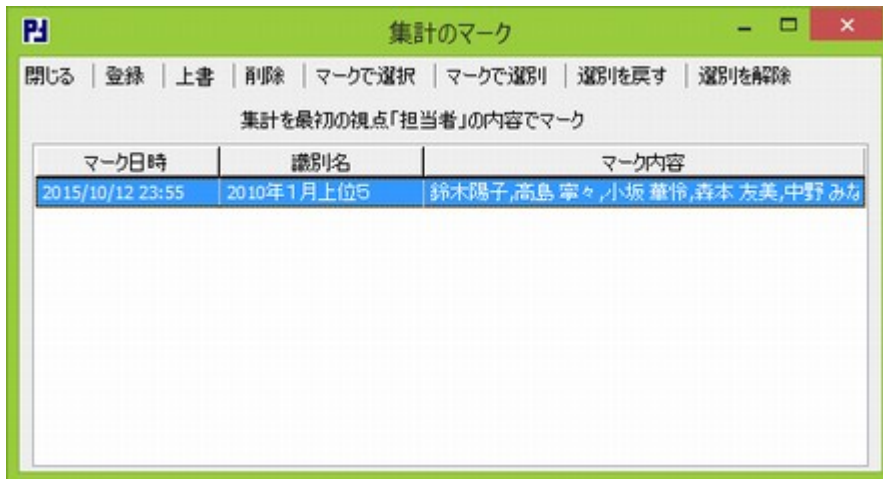 集計のマーク
閉じる | 登録 | 上書 | 削除 | マークで選択 | マークで選別 | 選別を戻す | 選別を解除
集計を最初の視点「担当者」の内容でマーク
マーク日時 識別名 マーク内容
2015/10/12 23:55 2010年1月上位5 鈴木陽子,高島 寧々,小坂 華伶,森本 友美,中野 みな